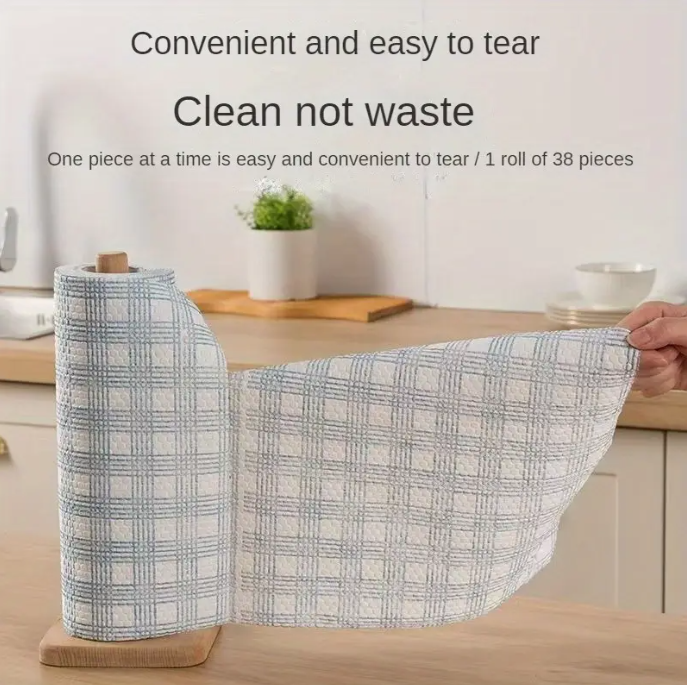 Convenient and easy to tear
Clean not waste
One piece at a time is easy and convenient to tear / 1 roll of 38 pieces